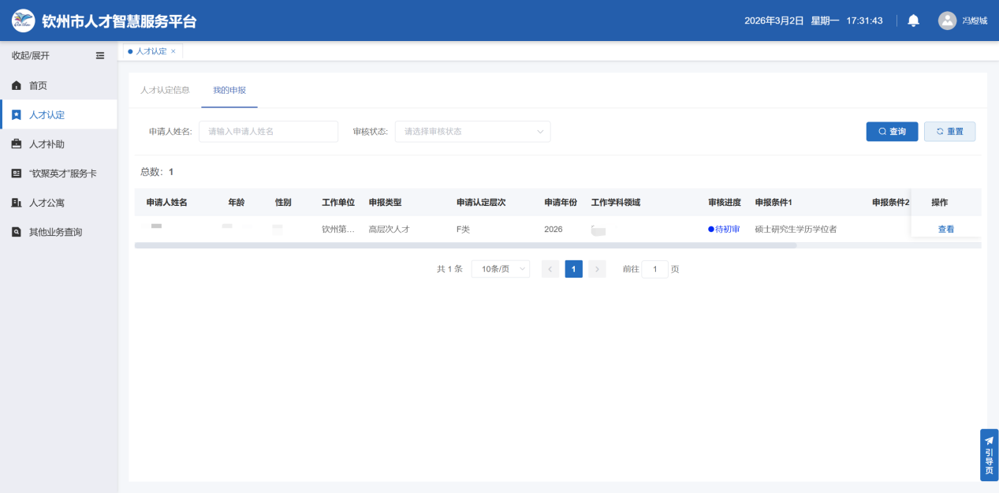 钦州市人才智慧服务平台
2026年3月2日 星期一 17:31:43
冯煜城
收起/展开
人才认定 ×
首页
人才认定
人才补助
“钦聚英才”服务卡
人才公寓
其他业务查询
人才认定信息 我的申报
申请人姓名: 请输入申请人姓名 审核状态: 请选择审核状态 查询 重置
总数: 1
申请人姓名 年龄 性别 工作单位 申报类型 申请认定层次 申请年份 工作学科领域 审核进度 申报条件1 申报条件2 操作
钦州第... 高层次人才 F类 2026 待初审 硕士研究生学历学位者 查看
共 1 条 10条/页 1 前往 1 页
引导页